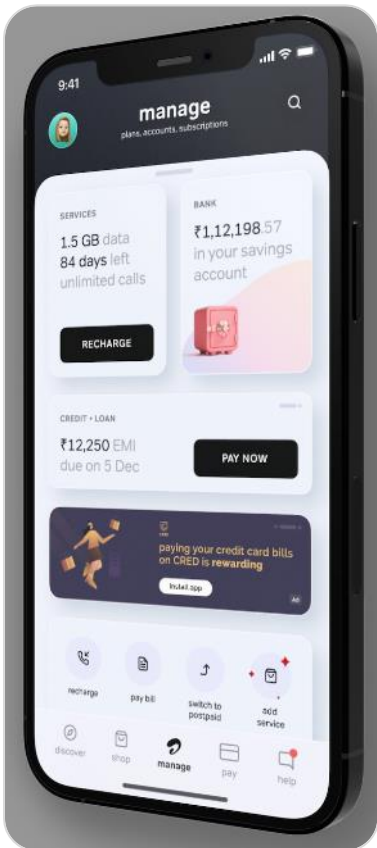 9:41
manage
plans, accounts, subscriptions
SERVICES
1.5 GB data
84 days left
unlimited calls
RECHARGE
BANK
₹1,12,198.57
in your savings
account
CREDIT + LOAN
₹12,250 EMI
due on 5 Dec
PAY NOW
paying your credit card bills
on CRED is rewarding
Install app
Ad
recharge
pay bill
switch to
postpaid
add
service
discover
shop
manage
pay
help